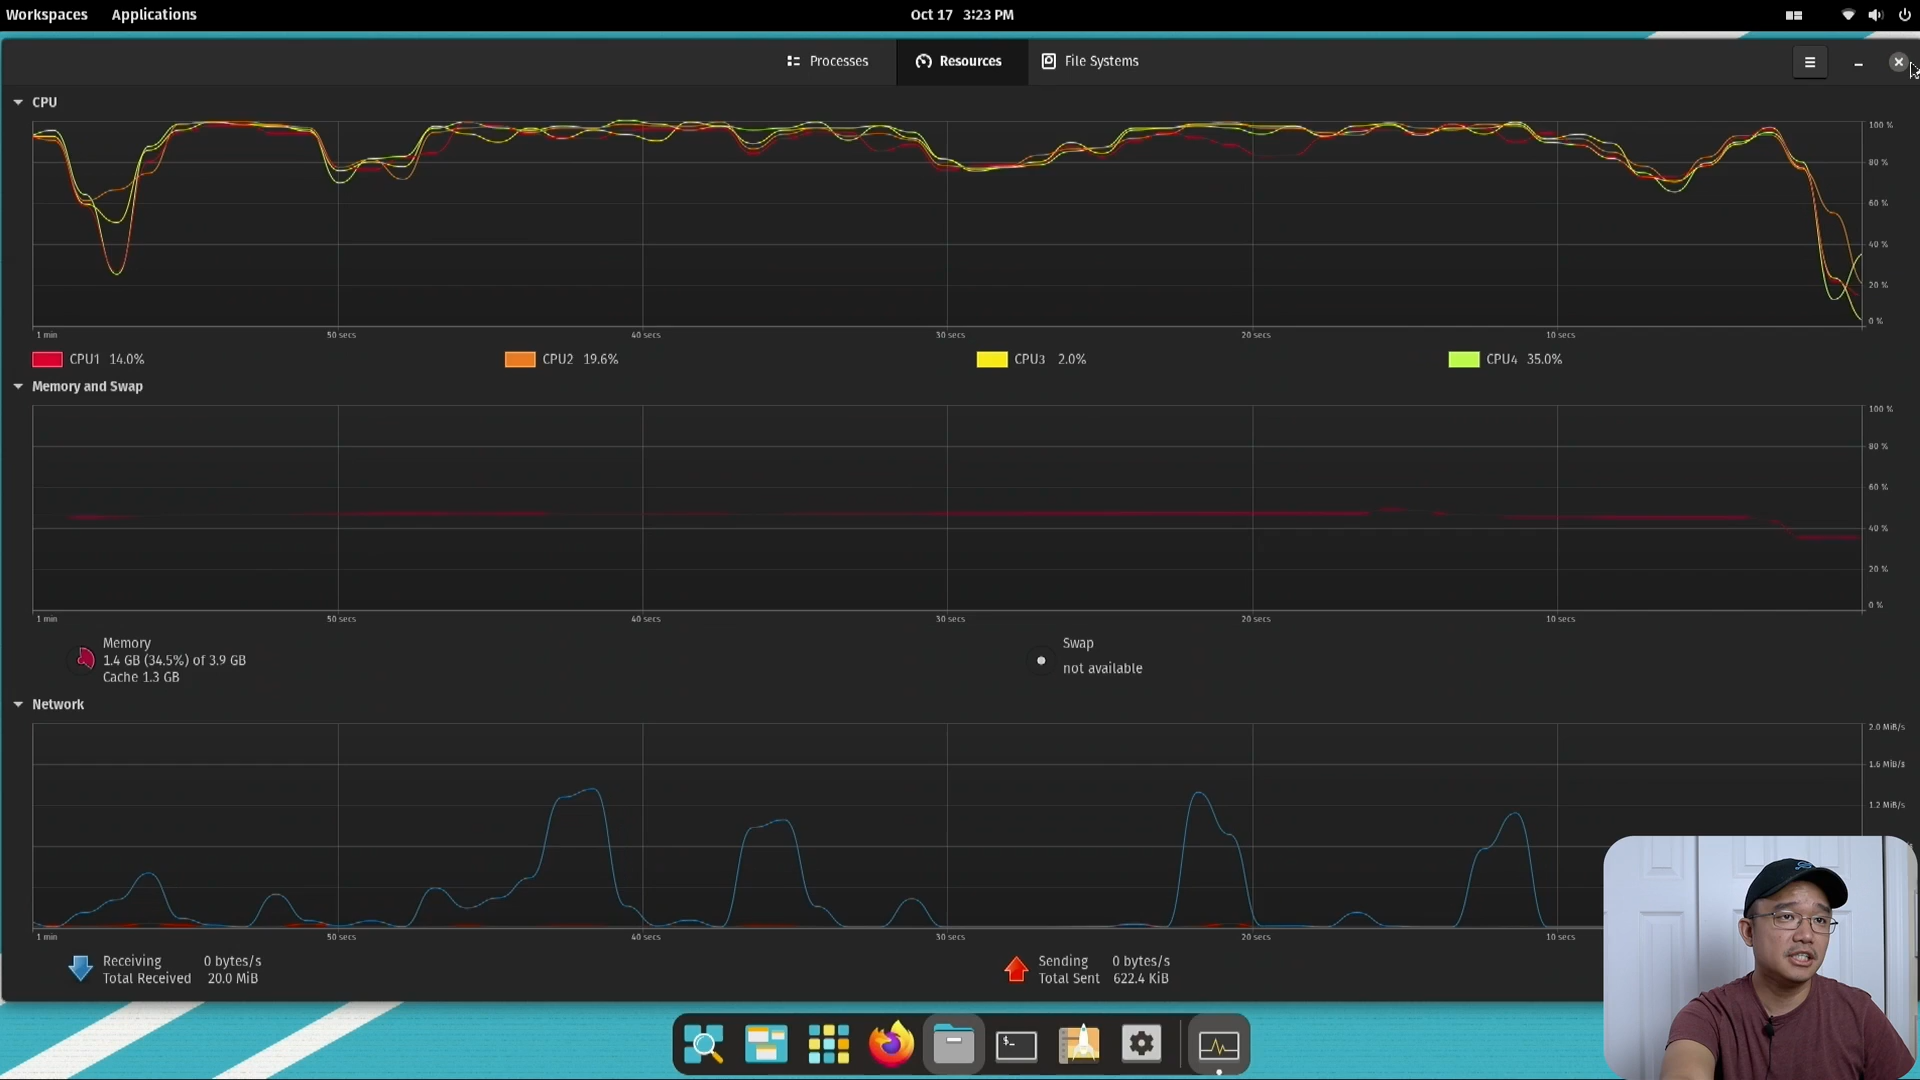 Workspaces Applications Oct 17 3:23 PM
Processes Resources File Systems
CPU
100 %
80 %
60 %
40 %
20 %
0 %
1 min 50 secs 40 secs 30 secs 20 secs 10 secs
CPU1 14.0% CPU2 19.6% CPU3 2.0% CPU4 35.0%
Memory and Swap
100 %
80 %
60 %
40 %
20 %
0 %
1 min 50 secs 40 secs 30 secs 20 secs 10 secs
Memory
1.4 GB (34.5%) of 3.9 GB
Cache 1.3 GB
Swap
not available
Network
2.0 MiB/s
1.6 MiB/s
1.2 MiB/s
1 min 50 secs 40 secs 30 secs 20 secs 10 secs
Receiving 0 bytes/s
Total Received 20.0 MiB
Sending 0 bytes/s
Total Sent 622.4 KiB
$-